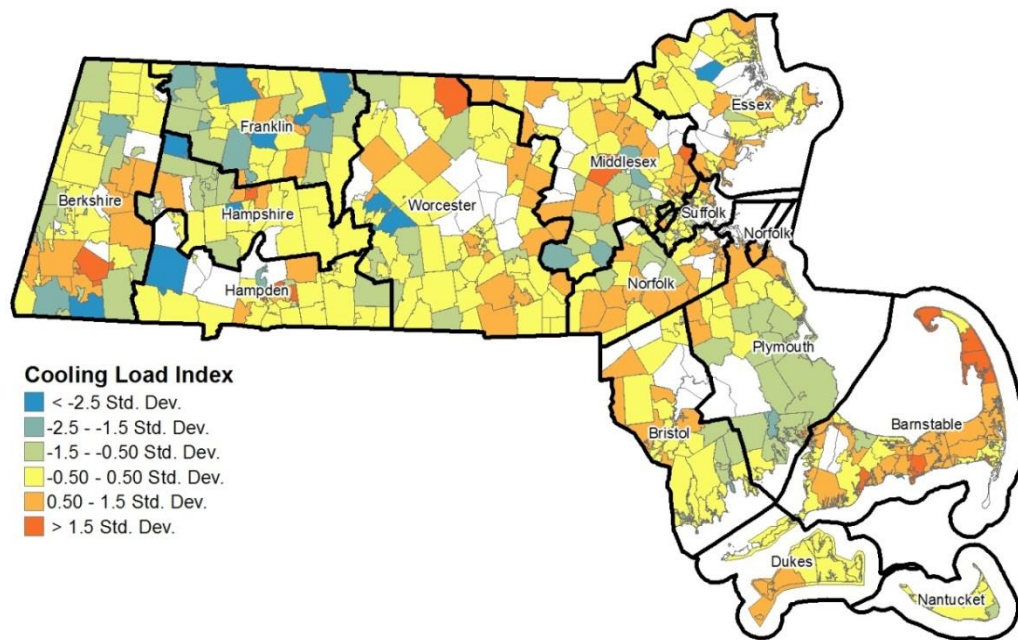 Essex
Franklin
Middlesex
Berkshire
Hampshire
Worcester
Suffolk
Norfolk
Hampden
Norfolk
Plymouth
Cooling Load Index
< -2.5 Std. Dev.
-2.5 - -1.5 Std. Dev.
-1.5 - -0.50 Std. Dev.
-0.50 - 0.50 Std. Dev.
0.50 - 1.5 Std. Dev.
> 1.5 Std. Dev.
Bristol
Barnstable
Dukes
Nantucket